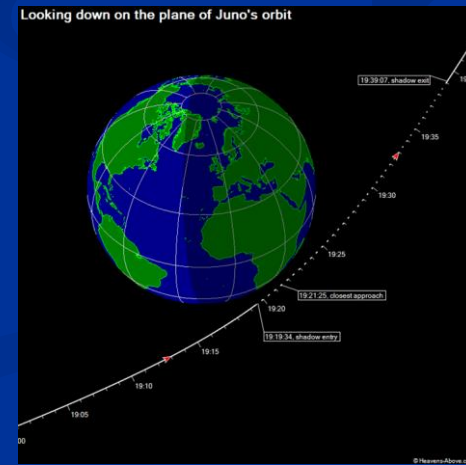 Looking down on the plane of Juno's orbit
19:39:07, shadow exit
19:35
19:30
19:25
19:21:25, closest approach
19:20
19:19:34, shadow entry
19:15
19:10
19:05
00
© Heavens-Above.c